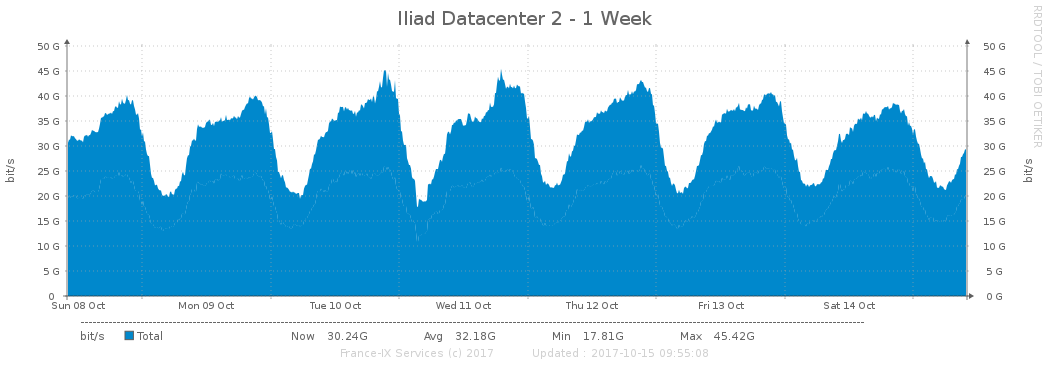 Iliad Datacenter 2 - 1 Week
RRDTOOL / TOBI OETIKER
bit/s
50 G
45 G
40 G
35 G
30 G
25 G
20 G
15 G
10 G
5 G
0
50 G
45 G
40 G
35 G
30 G
25 G
20 G
15 G
10 G
5 G
0 G
bit/s
Sun 08 Oct Mon 09 Oct Tue 10 Oct Wed 11 Oct Thu 12 Oct Fri 13 Oct Sat 14 Oct
bit/s Total Now 30.24G Avg 32.18G Min 17.81G Max 45.42G
France-IX Services (c) 2017 Updated : 2017-10-15 09:55:08